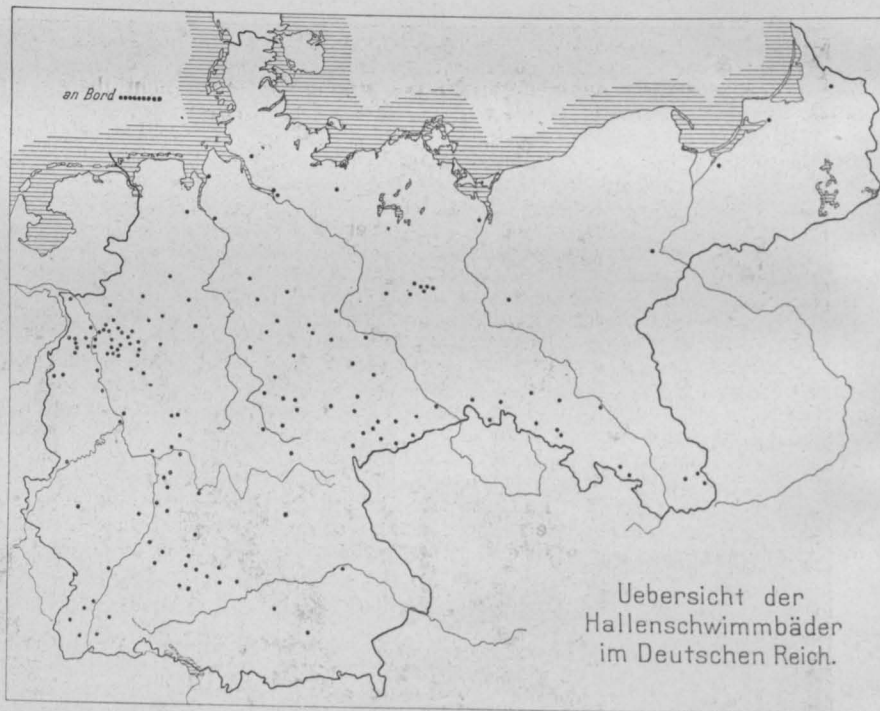 an Bord
Uebersicht der
Hallenschwimmbäder
im Deutschen Reich.